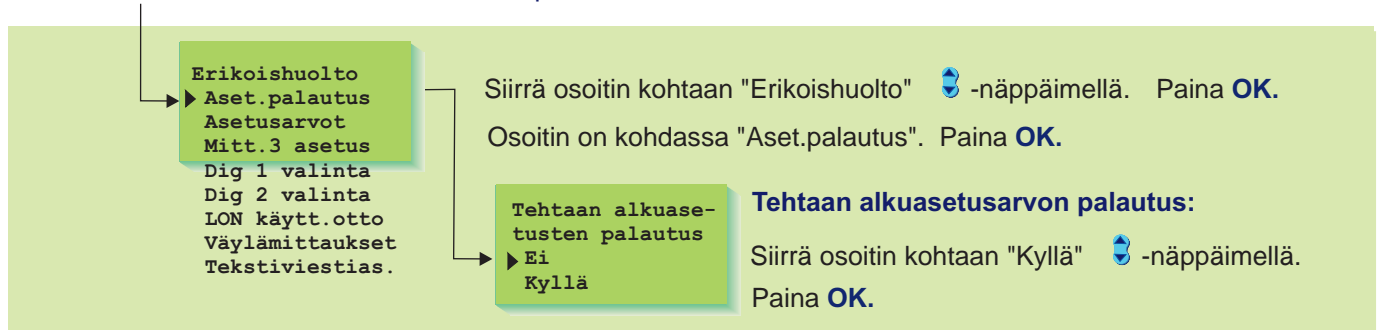 Erikoishuolto
Aset.palautus
Asetusarvot
Mitt.3 asetus
Dig 1 valinta
Dig 2 valinta
LON käytt.otto
Väylämittaukset
Tekstiviestias.
Siirrä osoitin kohtaan "Erikoishuolto" -näppäimellä. Paina OK.
Osoitin on kohdassa "Aset.palautus". Paina OK.
Tehtaan alkuase-
tusten palautus
Ei
Kyllä
Tehtaan alkuasetusarvon palautus:
Siirrä osoitin kohtaan "Kyllä" -näppäimellä.
Paina OK.